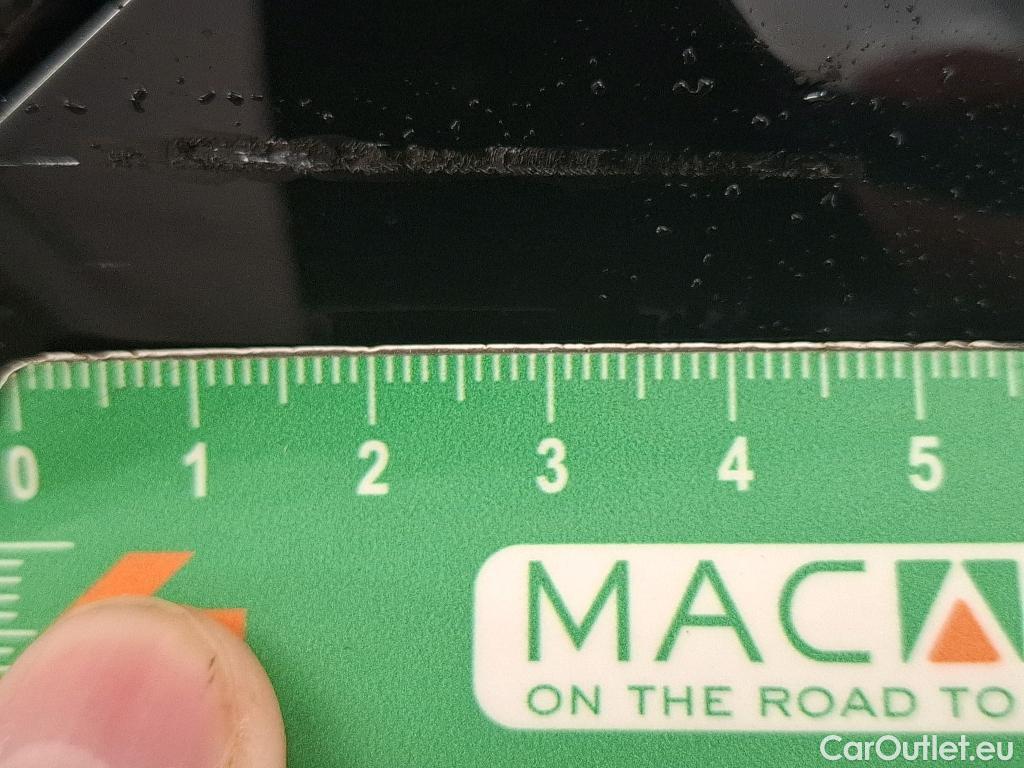 0 1 2 3 4 5
MAC
ON THE ROAD TO
CarOutlet.eu